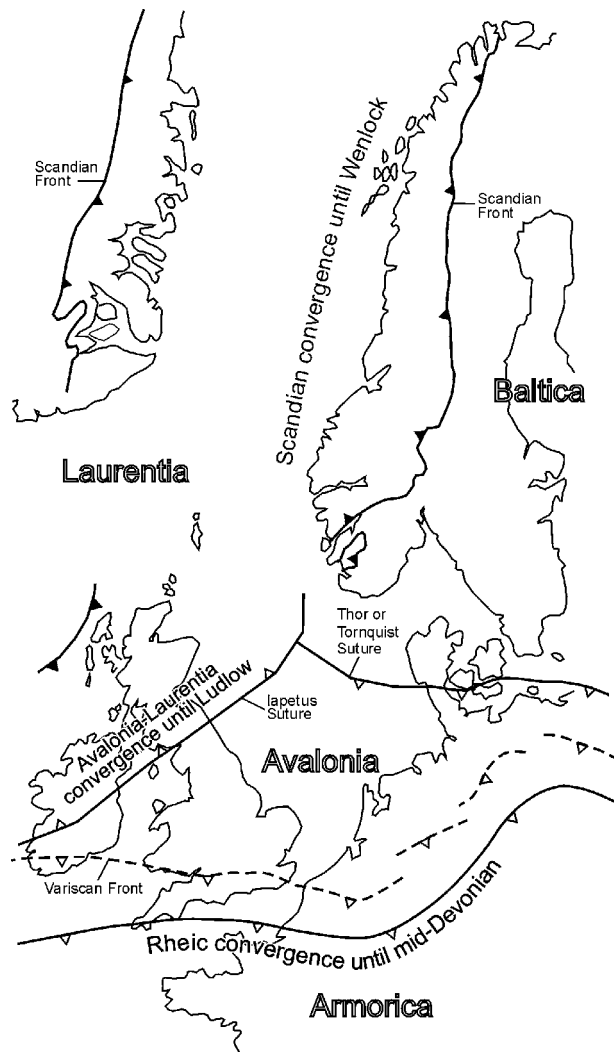 Scandian
Front
Scandian convergence until Wenlock
Scandian
Front
Baltica
Laurentia
Thor or
Tornquist
Suture
Iapetus
Suture
Avalonia-Laurentia
convergence until Ludlow
Avalonia
Variscan Front
Rheic convergence until mid-Devonian
Armorica